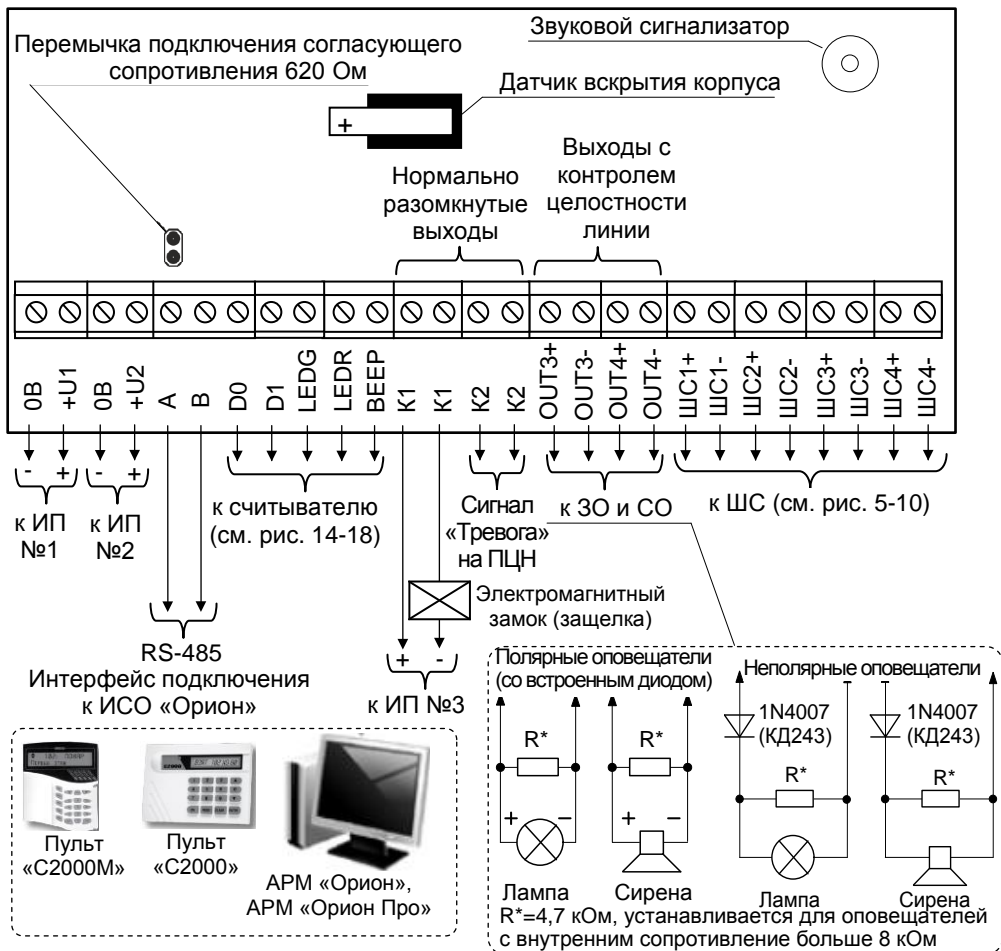 Перемычка подключения согласующего
сопротивления 620 Ом
Звуковой сигнализатор
Датчик вскрытия корпуса
+
Нормально
разомкнутые
выходы
Выходы с
контролем
целостности
линии
0В
+U1
0В
+U2
A
B
D0
D1
LEDG
LEDR
BEEP
К1
К1
К2
К2
OUT3+
OUT3-
OUT4+
OUT4-
ШС1+
ШС1-
ШС2+
ШС2-
ШС3+
ШС3-
ШС4+
ШС4-
- +
- +
к ИП
№1
к ИП
№2
к считывателю
(см. рис. 14-18)
Сигнал
«Тревога»
на ПЦН
к ЗО и СО
к ШС (см. рис. 5-10)
Электромагнитный
замок (защелка)
RS-485
Интерфейс подключения
к ИСО «Орион»
+ -
к ИП №3
Пульт
«С2000М»
Пульт
«С2000»
АРМ «Орион»,
АРМ «Орион Про»
Полярные оповещатели
(со встроенным диодом)
Неполярные оповещатели
R*
R*
+ −
+ −
Лампа
Сирена
1N4007
(КД243)
1N4007
(КД243)
R*
R*
Лампа
Сирена
R*=4,7 кОм, устанавливается для оповещателей
с внутренним сопротивление больше 8 кОм